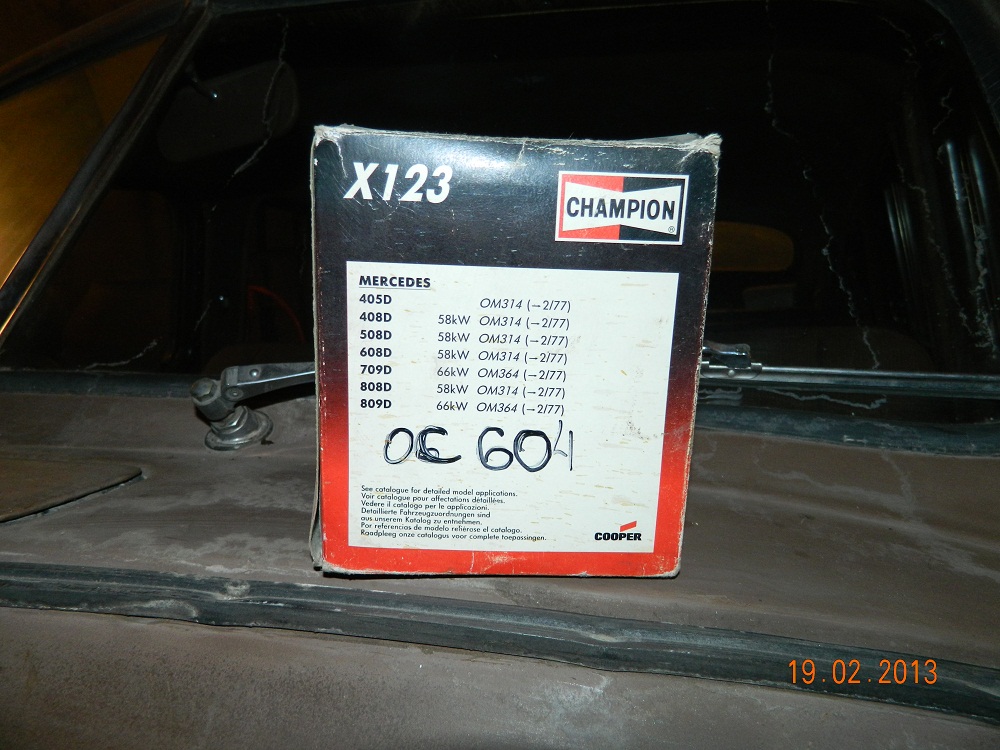 X123
CHAMPION
®
MERCEDES
405D OM314 (→2/77)
408D 58kW OM314 (→2/77)
508D 58kW OM314 (→2/77)
608D 58kW OM314 (→2/77)
709D 66kW OM364 (→2/77)
808D 58kW OM314 (→2/77)
809D 66kW OM364 (→2/77)
OC 604
See catalogue for detailed model applications.
Voir catalogue pour affectations détaillées.
Vedere il catalogo per le applicazioni.
Detaillierte Fahrzeugzuordnungen sind
aus unserem Katalog zu entnehmen.
Por referencias de modelo refiérose el catalogo.
Raadpleeg onze catalogus voor complete toepassingen.
COOPER
19.02.2013